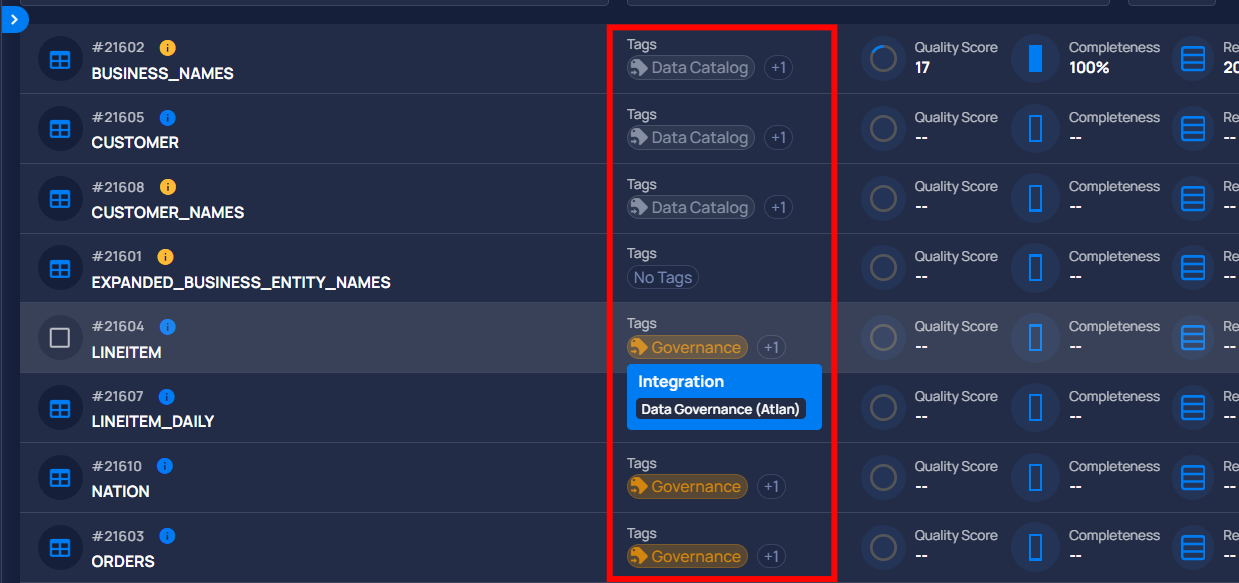 #21602
BUSINESS_NAMES
Tags
Data Catalog +1
Quality Score
17
Completeness
100%
Re
20
#21605
CUSTOMER
Tags
Data Catalog +1
Quality Score
--
Completeness
--
Re
--
#21608
CUSTOMER_NAMES
Tags
Data Catalog +1
Quality Score
--
Completeness
--
Re
--
#21601
EXPANDED_BUSINESS_ENTITY_NAMES
Tags
No Tags
Quality Score
--
Completeness
--
Re
--
#21604
LINEITEM
Tags
Governance +1
Quality Score
--
Completeness
--
Re
--
Integration
Data Governance (Atlan)
#21607
LINEITEM_DAILY
Quality Score
--
Completeness
--
Re
--
#21610
NATION
Tags
Governance +1
Quality Score
--
Completeness
--
Re
--
#21603
ORDERS
Tags
Governance +1
Quality Score
--
Completeness
--
Re
--